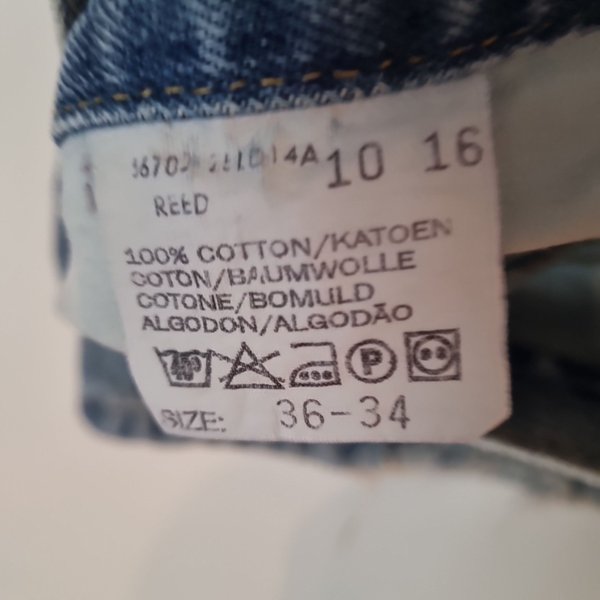 10 16
REED
100% COTTON/KATOEN
COTON/BAUMWOLLE
COTONE/BOMULD
ALGODON/ALGODÃO
P
SIZE: 36-34